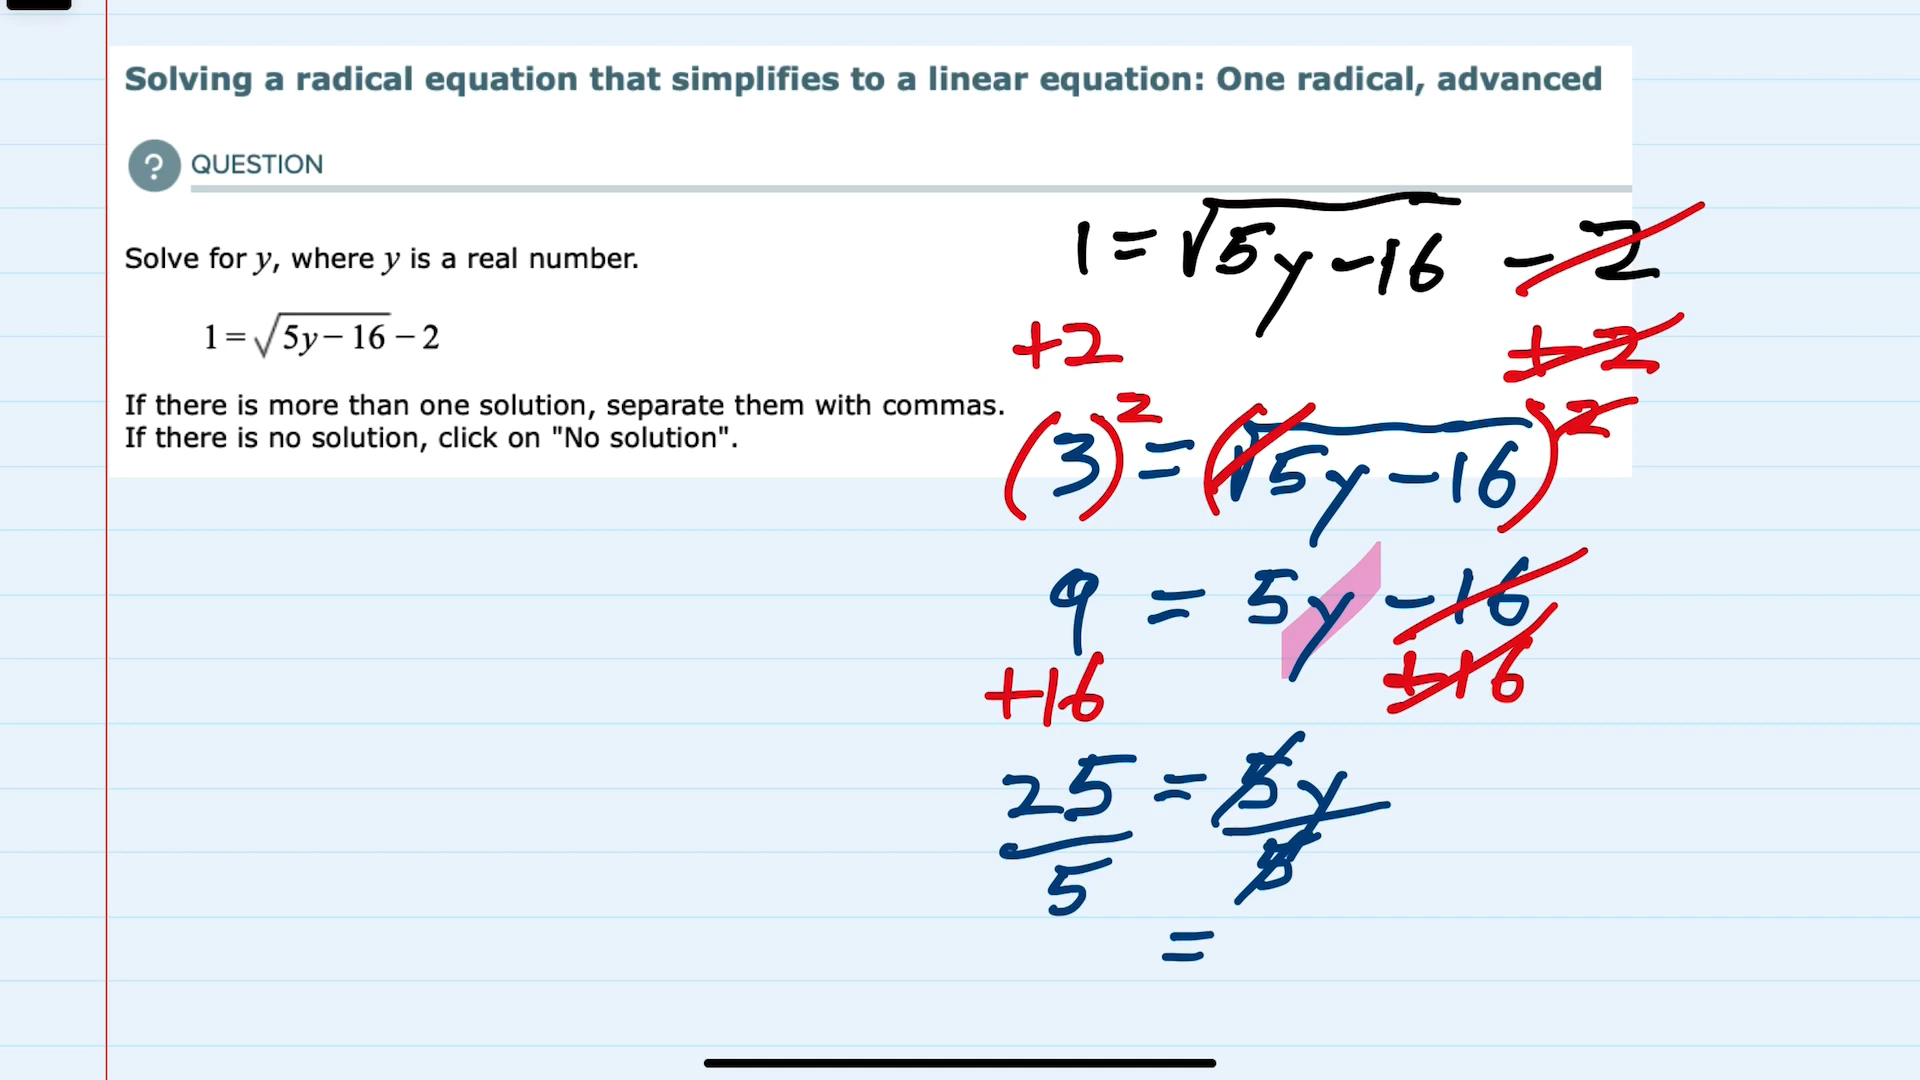 Solving a radical equation that simplifies to a linear equation: One radical, advanced
? QUESTION
Solve for y, where y is a real number.
1 = √5y − 16 − 2
If there is more than one solution, separate them with commas.
If there is no solution, click on "No solution".
1 = √5y − 16 − 2
+2 +2
(3)² = (√5y − 16)²
9 = 5y − 16
+16 +16
25 = 5y
5 5
=